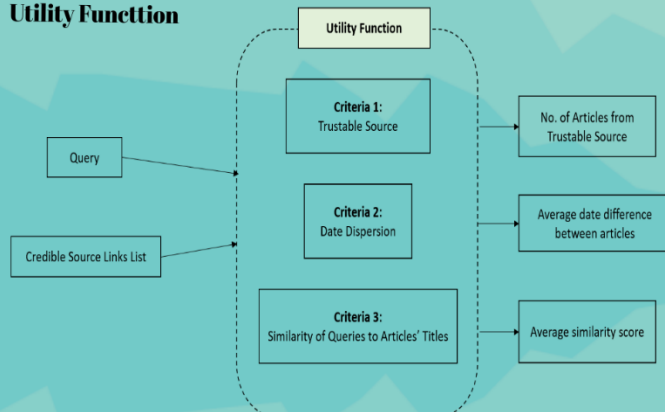 Utility Functtion
Utility Function
Query
Credible Source Links List
Criteria 1:
Trustable Source
Criteria 2:
Date Dispersion
Criteria 3:
Similarity of Queries to Articles' Titles
No. of Articles from
Trustable Source
Average date difference
between articles
Average similarity score